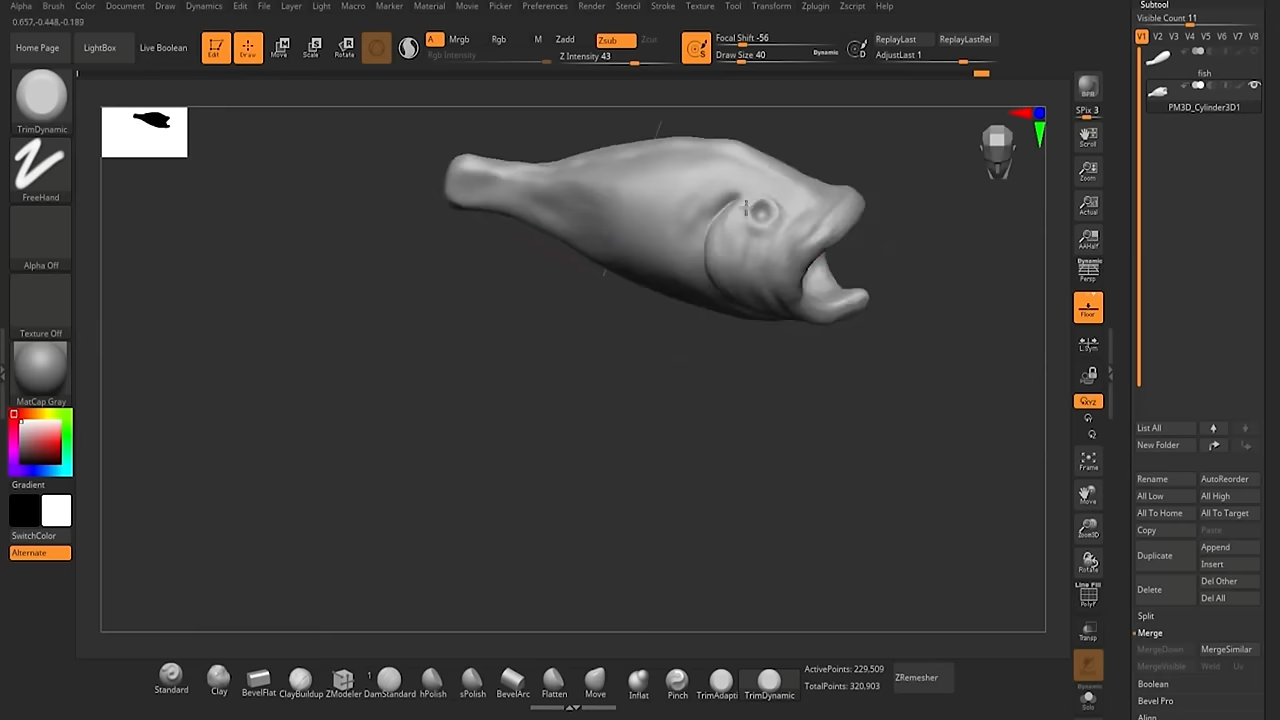 Alpha Brush Color Document Draw Dynamics Edit File Layer Light Macro Marker Material Movie Picker Preferences Render Stencil Stroke Texture Tool Transform Zplugin Zscript Help
0.657,-0.448,-0.189
Home Page LightBox Live Boolean Edit Draw Move Scale Rotate A Mrgb Rgb M Zadd Zsub Zcut
Rgb Intensity Z Intensity 43
Focal Shift -56
Draw Size 40 Dynamic
S D
ReplayLast ReplayLastRel
AdjustLast 1
TrimDynamic
FreeHand
Alpha Off
Texture Off
MatCap Gray
Gradient
SwitchColor
Alternate
BPR
SPix 3
Scroll
Zoom
Actual
AAHalf
Dynamic
Persp
Floor
L.Sym
XYZ
Frame
Move
Zoom3D
Rotate
Line Fill
PolyF
Transp
Dynamic
Solo
Subtool
Visible Count 11
V1 V2 V3 V4 V5 V6 V7 V8
fish
PM3D_Cylinder3D1
List All
New Folder
Rename AutoReorder
All Low All High
All To Home All To Target
Copy Paste
Duplicate Append
Insert
Delete Del Other
Del All
Split
Merge
MergeDown MergeSimilar
MergeVisible Weld Uv
Boolean
Bevel Pro
Align
Standard Clay BevelFlat ClayBuildup ZModeler 1 DamStandard hPolish sPolish BevelArc Flatten Move Inflat Pinch TrimAdapti TrimDynamic
ActivePoints: 229,509
TotalPoints: 320,903
ZRemesher